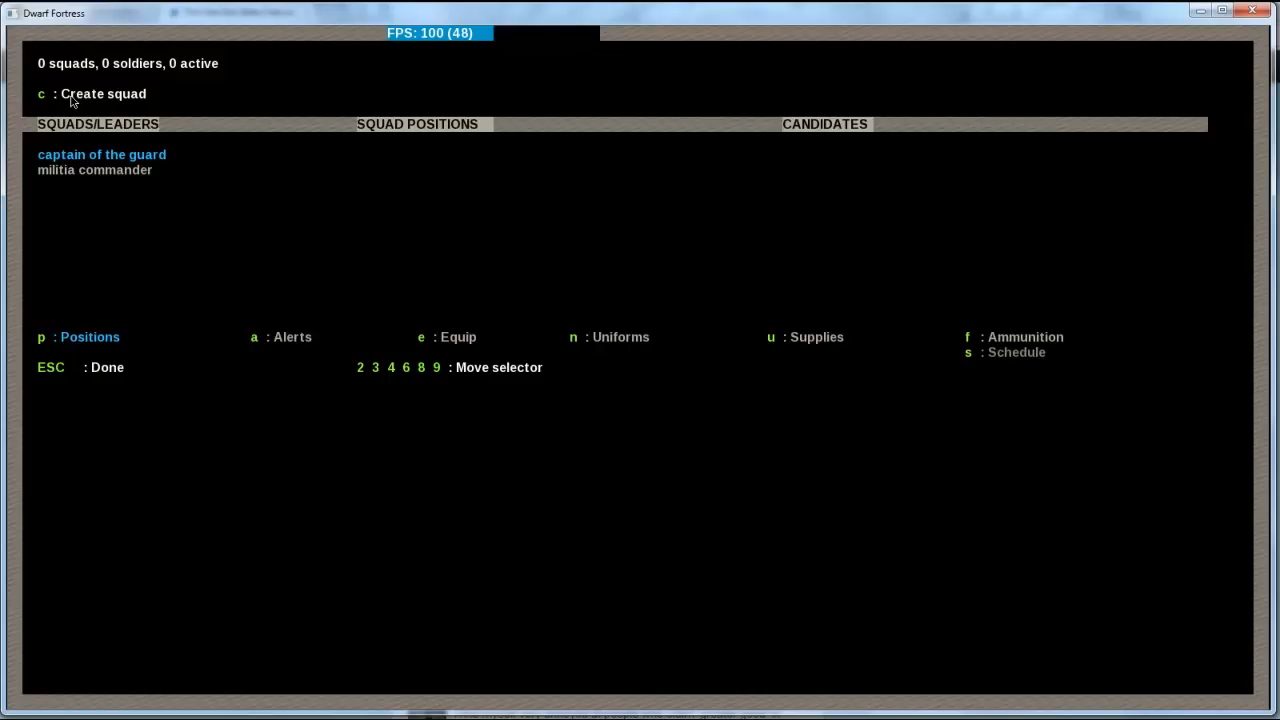 Dwarf Fortress
FPS: 100 (48)
0 squads, 0 soldiers, 0 active
c : Create squad
SQUADS/LEADERS SQUAD POSITIONS CANDIDATES
captain of the guard
militia commander
p : Positions a : Alerts e : Equip n : Uniforms u : Supplies f : Ammunition
s : Schedule
ESC : Done 2 3 4 6 8 9 : Move selector